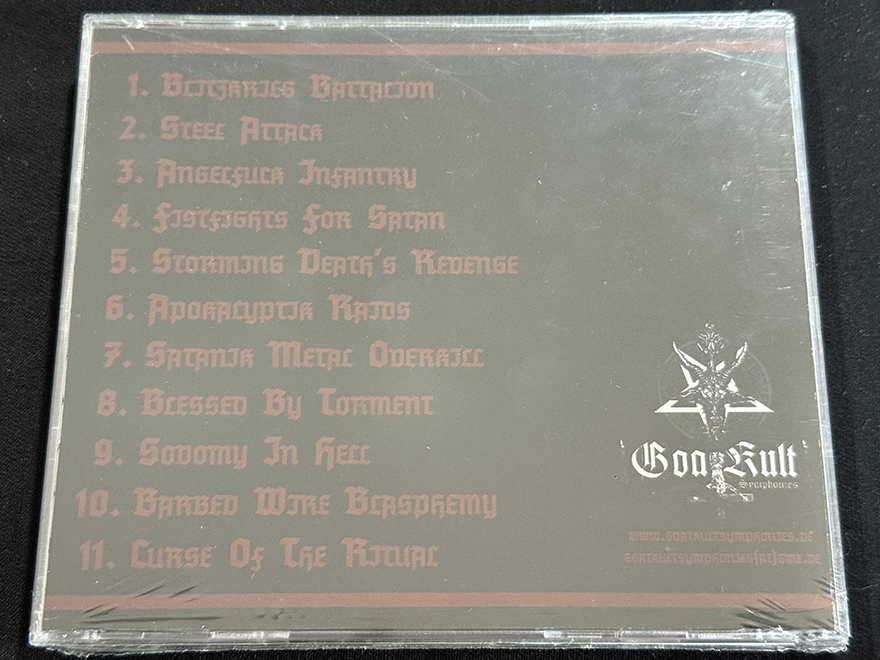 1. Blitzkrieg Battalion
2. Steel Attack
3. Angelfuck Infantry
4. Fistfights For Satan
5. Storming Death's Revenge
6. Apokalyptik Raids
7. Satanik Metal Overkill
8. Blessed By Torment
9. Sodomy In Hell
10. Barbed Wire Blasphemy
11. Curse Of The Ritual
Goatkult
Symphonies
www.goatkultsymphonies.de
goatkultsymphonies[at]gmx.de